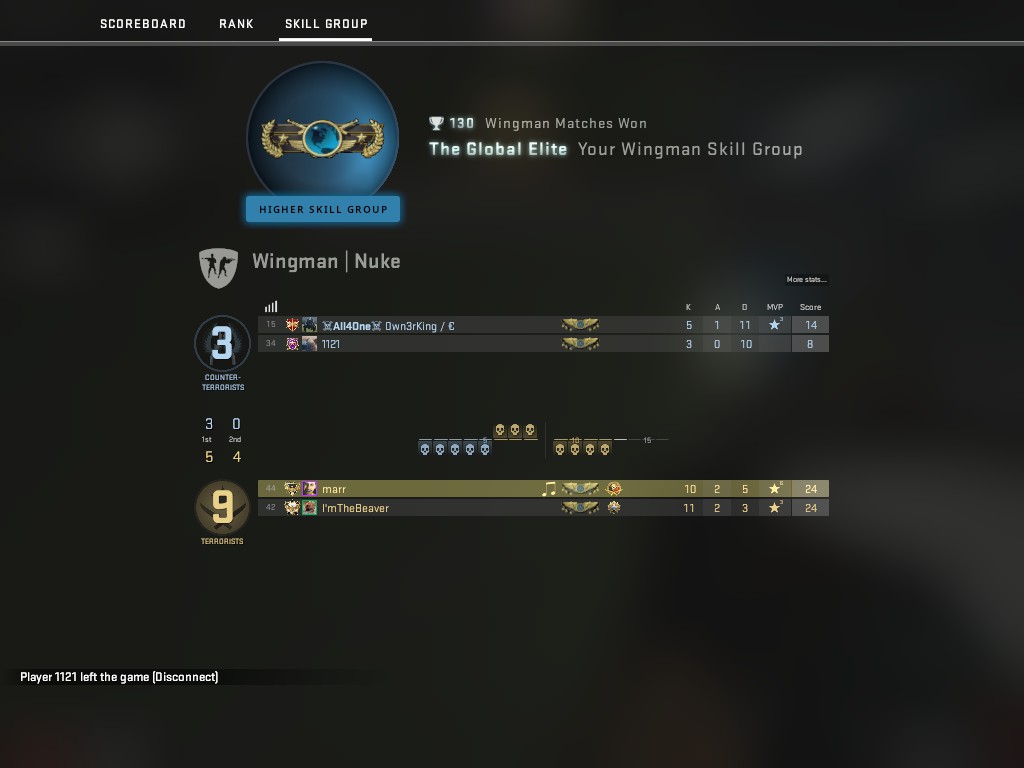 SCOREBOARD RANK SKILL GROUP
130 Wingman Matches Won
The Global Elite Your Wingman Skill Group
HIGHER SKILL GROUP
Wingman | Nuke
More stats...
K A D MVP Score
15 ☠All4One☠ Own3rKing / € 5 1 11 ★3 14
34 1121 3 0 10 8
3
COUNTER-
TERRORISTS
3 0
1st 2nd
5 4
5 10 15
9
TERRORISTS
44 marr 10 2 5 ★6 24
42 I'mTheBeaver 11 2 3 ★3 24
Player 1121 left the game (Disconnect)